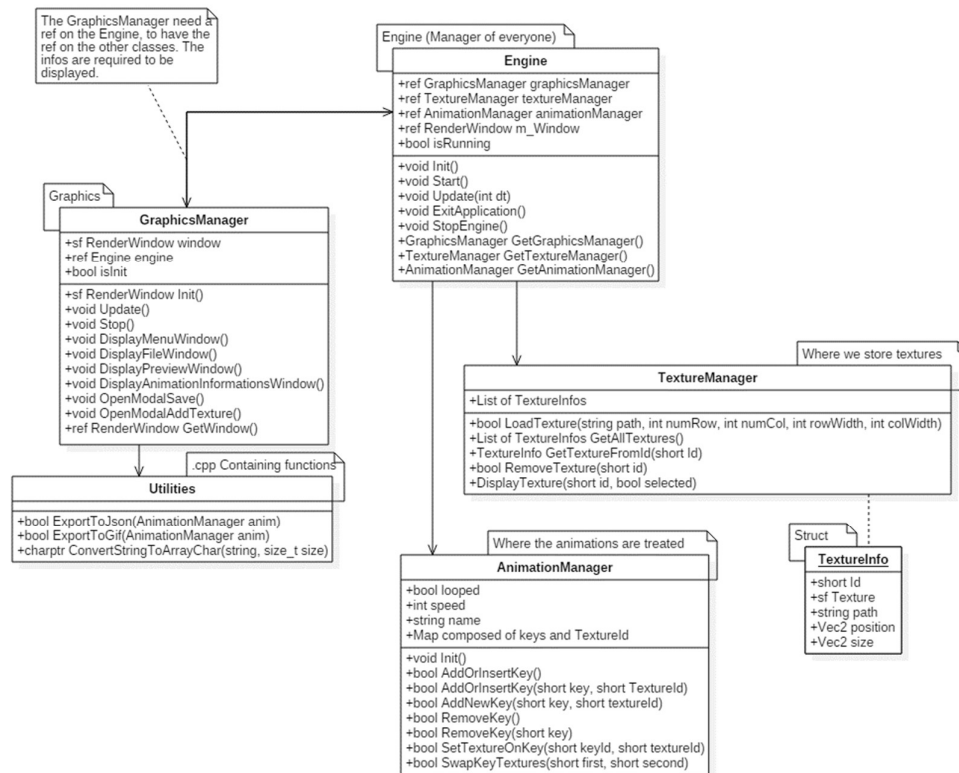 The GraphicsManager need a
ref on the Engine, to have the
ref on the other classes. The
infos are required to be
displayed.
Engine (Manager of everyone)
Engine
+ref GraphicsManager graphicsManager
+ref TextureManager textureManager
+ref AnimationManager animationManager
+ref RenderWindow m_Window
+bool isRunning
+void Init()
+void Start()
+void Update(int dt)
+void ExitApplication()
+void StopEngine()
+GraphicsManager GetGraphicsManager()
+TextureManager GetTextureManager()
+AnimationManager GetAnimationManager()
Graphics
GraphicsManager
+sf RenderWindow window
+ref Engine engine
+bool isInit
+sf RenderWindow Init()
+void Update()
+void Stop()
+void DisplayMenuWindow()
+void DisplayFileWindow()
+void DisplayPreviewWindow()
+void DisplayAnimationInformationsWindow()
+void OpenModalSave()
+void OpenModalAddTexture()
+ref RenderWindow GetWindow()
.cpp Containing functions
Utilities
+bool ExportToJson(AnimationManager anim)
+bool ExportToGif(AnimationManager anim)
+charptr ConvertStringToArrayChar(string, size_t size)
Where we store textures
TextureManager
+List of TextureInfos
+bool LoadTexture(string path, int numRow, int numCol, int rowWidth, int colWidth)
+List of TextureInfos GetAllTextures()
+TextureInfo GetTextureFromId(short Id)
+bool RemoveTexture(short id)
+DisplayTexture(short id, bool selected)
Struct
TextureInfo
+short Id
+sf Texture
+string path
+Vec2 position
+Vec2 size
Where the animations are treated
AnimationManager
+bool looped
+int speed
+string name
+Map composed of keys and TextureId
+void Init()
+bool AddOrInsertKey()
+bool AddOrInsertKey(short key, short TextureId)
+bool AddNewKey(short key, short textureId)
+bool RemoveKey()
+bool RemoveKey(short key)
+bool SetTextureOnKey(short keyId, short textureId)
+bool SwapKeyTextures(short first, short second)